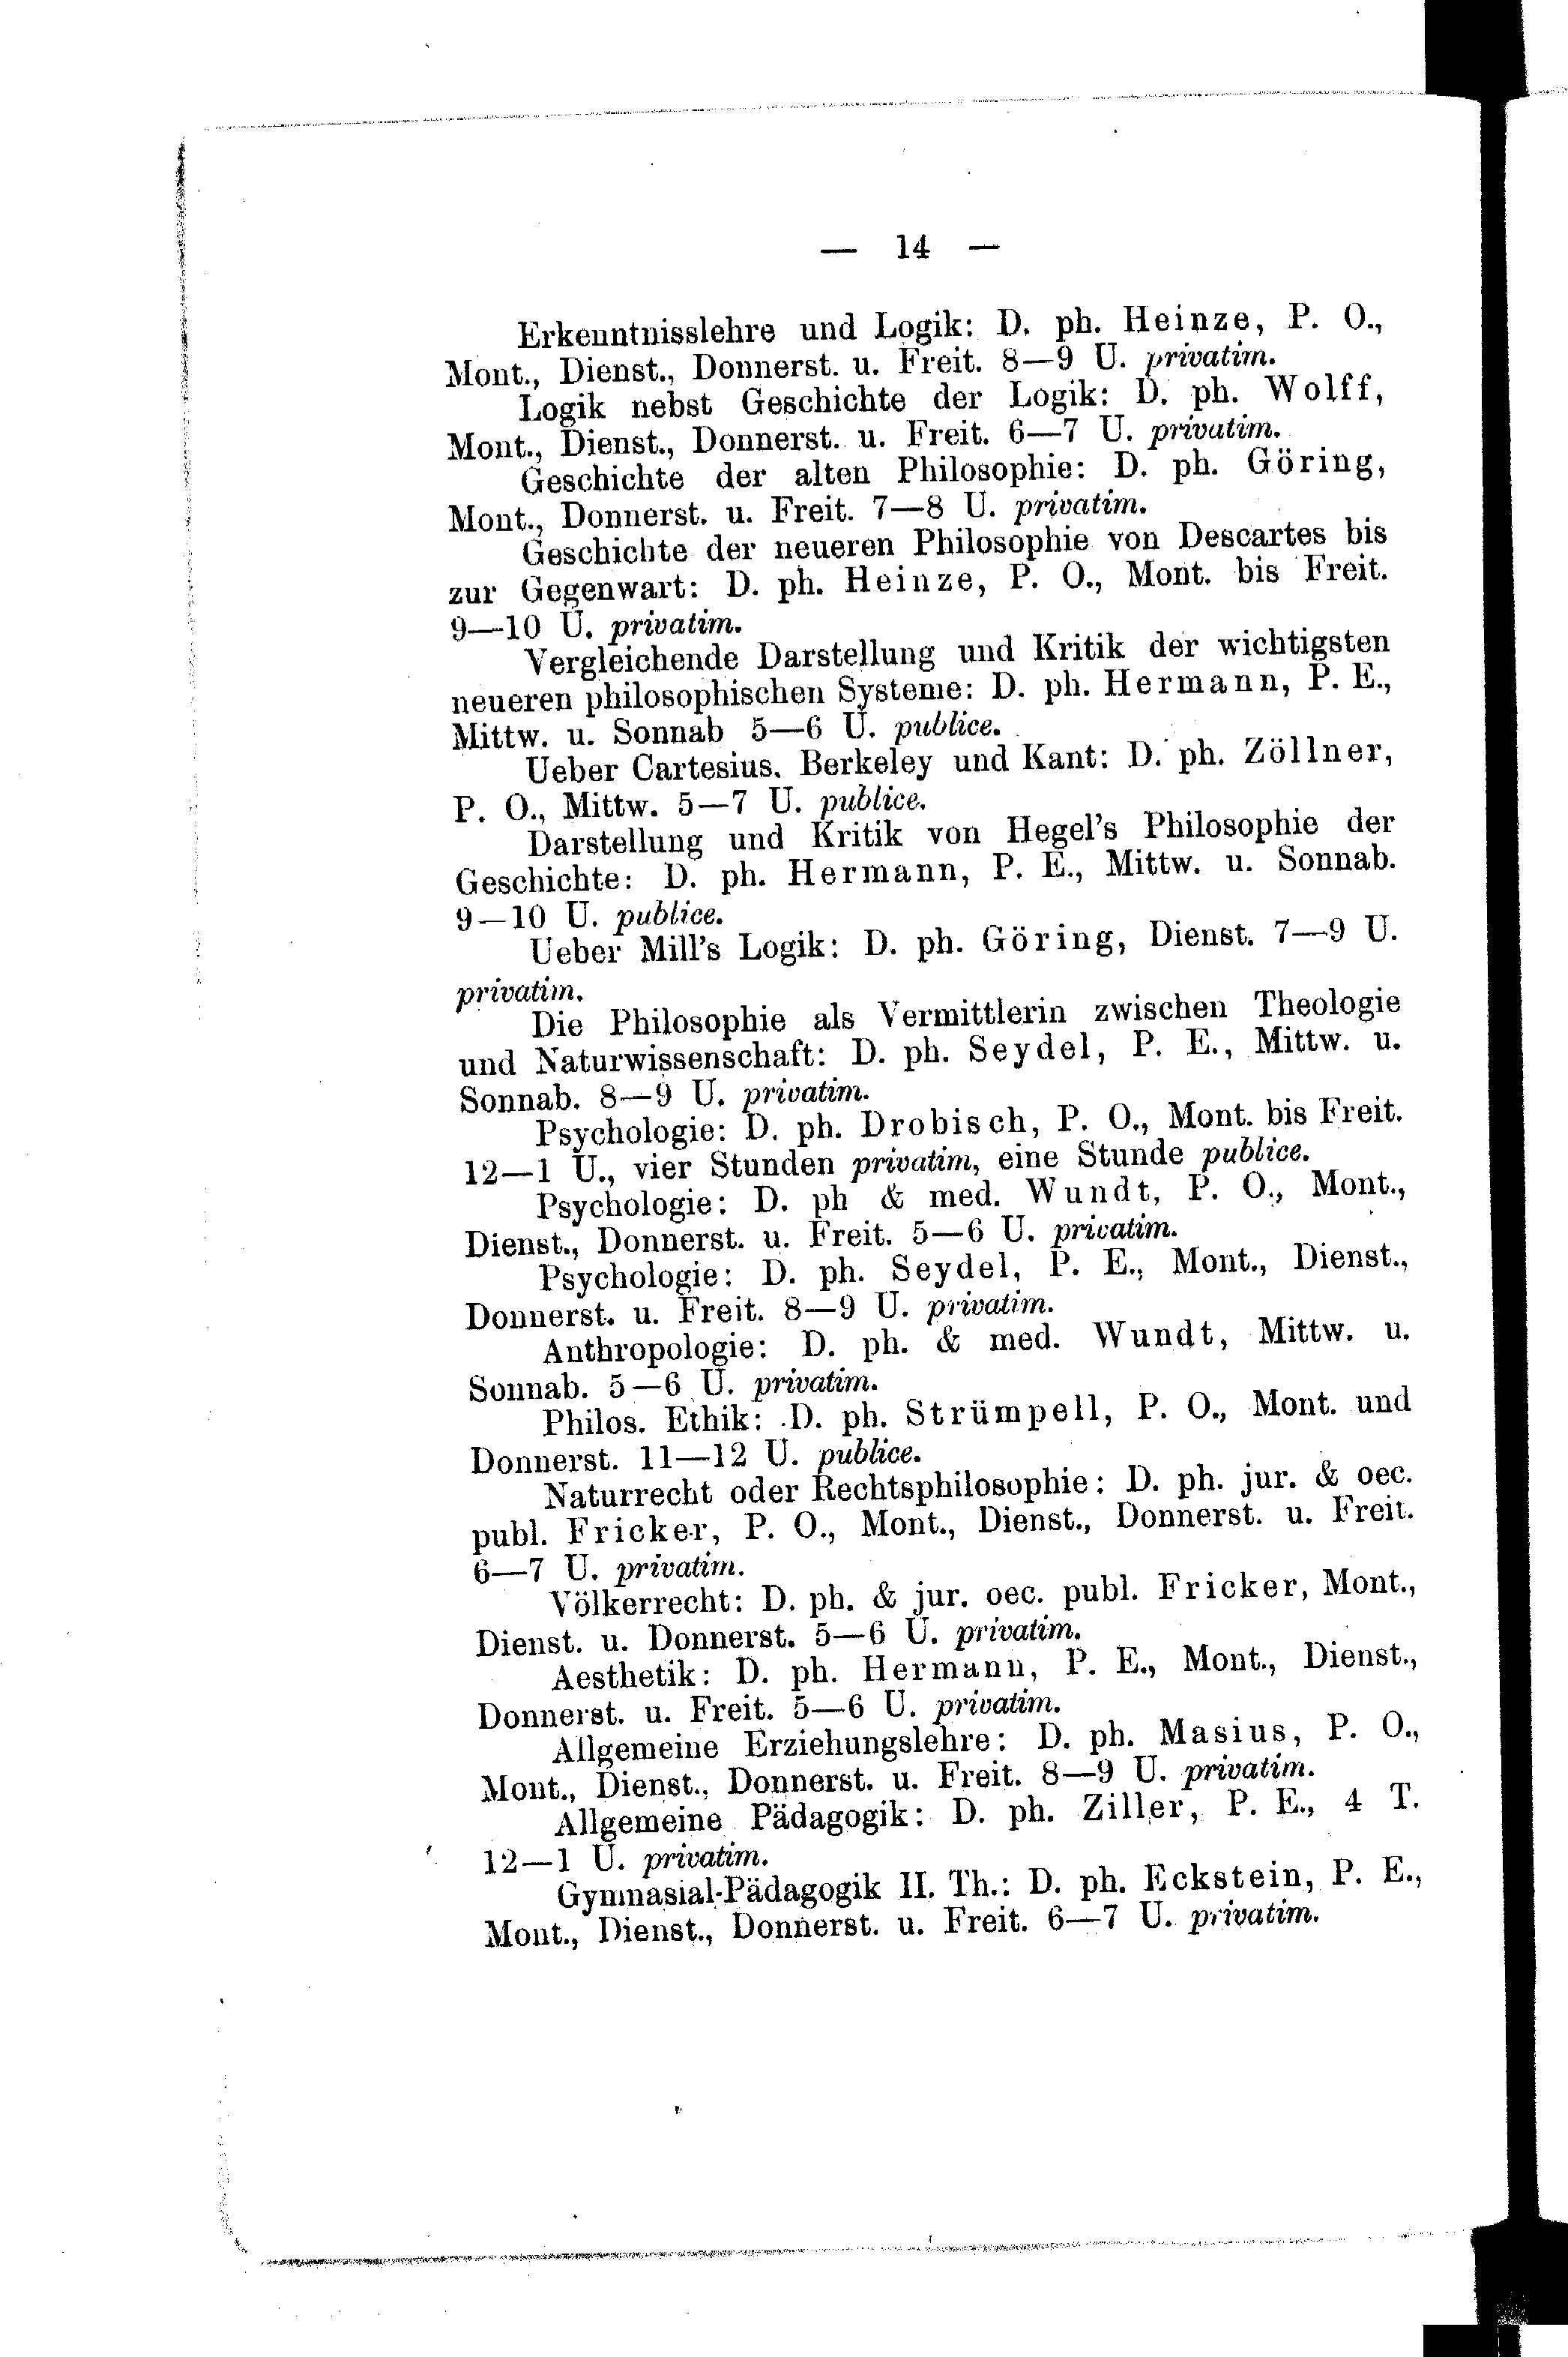 — 14 —
Erkenntnisslehre und Logik: D. ph. Heinze, P. O.,
Mont., Dienst., Donnerst. u. Freit. 8—9 U. privatim.
Logik nebst Geschichte der Logik: D. ph. Wolff,
Mont., Dienst., Donnerst. u. Freit. 6—7 U. privatim.
Geschichte der alten Philosophie: D. ph. Göring,
Mont., Donnerst. u. Freit. 7—8 U. privatim.
Geschichte der neueren Philosophie von Descartes bis
zur Gegenwart: D. ph. Heinze, P. O., Mont. bis Freit.
9—10 U. privatim.
Vergleichende Darstellung und Kritik der wichtigsten
neueren philosophischen Systeme: D. ph. Hermann, P. E.,
Mittw. u. Sonnab 5—6 U. publice.
Ueber Cartesius, Berkeley und Kant: D. ph. Zöllner,
P. O., Mittw. 5—7 U. publice.
Darstellung und Kritik von Hegel's Philosophie der
Geschichte: D. ph. Hermann, P. E., Mittw. u. Sonnab.
9—10 U. publice.
Ueber Mill's Logik: D. ph. Göring, Dienst. 7—9 U.
privatim.
Die Philosophie als Vermittlerin zwischen Theologie
und Naturwissenschaft: D. ph. Seydel, P. E., Mittw. u.
Sonnab. 8—9 U. privatim.
Psychologie: D. ph. Drobisch, P. O., Mont. bis Freit.
12—1 U., vier Stunden privatim, eine Stunde publice.
Psychologie: D. ph & med. Wundt, P. O., Mont.,
Dienst., Donnerst. u. Freit. 5—6 U. privatim.
Psychologie: D. ph. Seydel, P. E., Mont., Dienst.,
Donnerst. u. Freit. 8—9 U. privatim.
Anthropologie: D. ph. & med. Wundt, Mittw. u.
Sonnab. 5—6 U. privatim.
Philos. Ethik: D. ph. Strümpell, P. O., Mont. und
Donnerst. 11—12 U. publice.
Naturrecht oder Rechtsphilosophie: D. ph. jur. & oec.
publ. Fricker, P. O., Mont., Dienst., Donnerst. u. Freit.
6—7 U. privatim.
Völkerrecht: D. ph. & jur. oec. publ. Fricker, Mont.,
Dienst. u. Donnerst. 5—6 U. privatim.
Aesthetik: D. ph. Hermann, P. E., Mont., Dienst.,
Donnerst. u. Freit. 5—6 U. privatim.
Allgemeine Erziehungslehre: D. ph. Masius, P. O.,
Mont., Dienst., Donnerst. u. Freit. 8—9 U. privatim.
Allgemeine Pädagogik: D. ph. Ziller, P. E., 4 T.
12—1 U. privatim.
Gymnasial-Pädagogik II. Th.: D. ph. Eckstein, P. E.,
Mont., Dienst., Donnerst. u. Freit. 6—7 U. privatim.